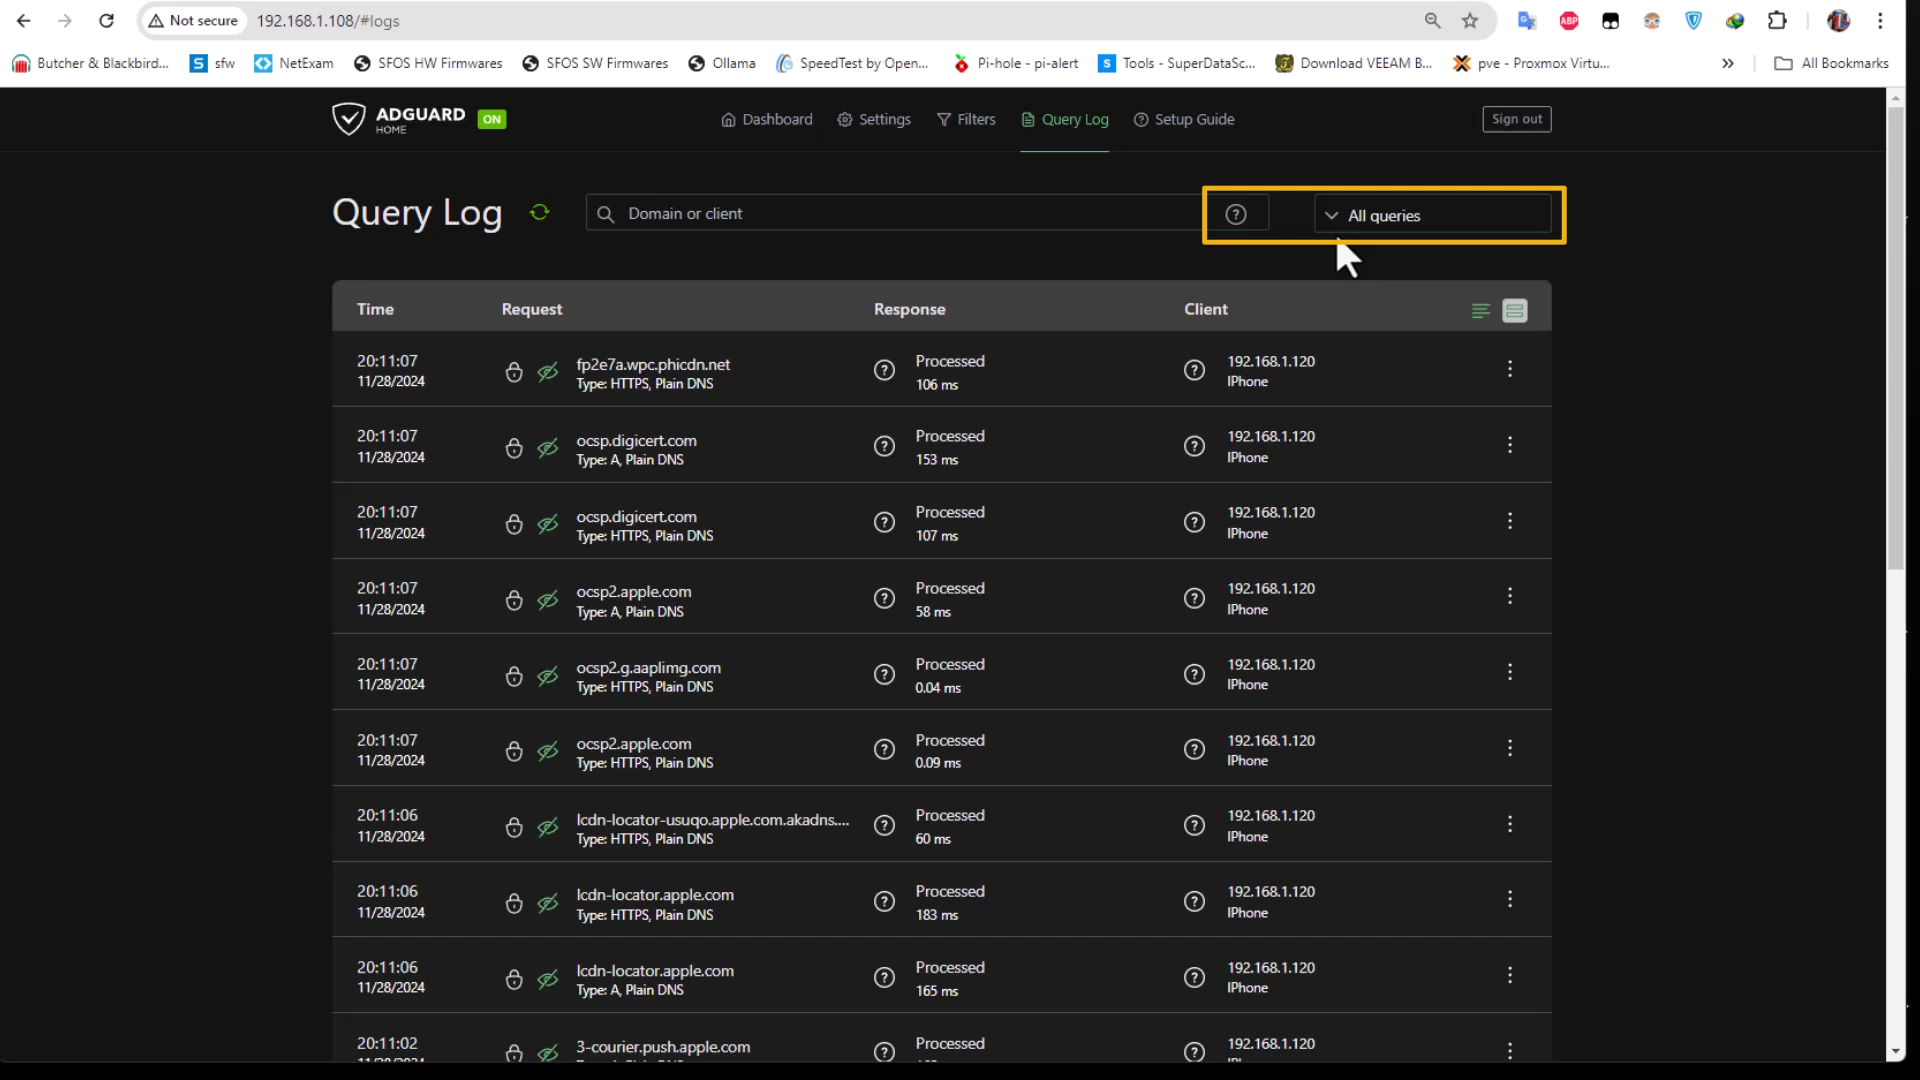 Not secure 192.168.1.108/#logs
Butcher & Blackbird... sfw NetExam SFOS HW Firmwares SFOS SW Firmwares Ollama SpeedTest by Open... Pi-hole - pi-alert Tools - SuperDataSc... Download VEEAM B... pve - Proxmox Virtu... » All Bookmarks
ADGUARD
HOME
ON
Dashboard Settings Filters Query Log Setup Guide Sign out
Query Log Domain or client All queries
Time Request Response Client
20:11:07 fp2e7a.wpc.phicdn.net Processed 192.168.1.120
11/28/2024 Type: HTTPS, Plain DNS 106 ms IPhone
20:11:07 ocsp.digicert.com Processed 192.168.1.120
11/28/2024 Type: A, Plain DNS 153 ms IPhone
20:11:07 ocsp.digicert.com Processed 192.168.1.120
11/28/2024 Type: HTTPS, Plain DNS 107 ms IPhone
20:11:07 ocsp2.apple.com Processed 192.168.1.120
11/28/2024 Type: A, Plain DNS 58 ms IPhone
20:11:07 ocsp2.g.aaplimg.com Processed 192.168.1.120
11/28/2024 Type: HTTPS, Plain DNS 0.04 ms IPhone
20:11:07 ocsp2.apple.com Processed 192.168.1.120
11/28/2024 Type: HTTPS, Plain DNS 0.09 ms IPhone
20:11:06 lcdn-locator-usuqo.apple.com.akadns.... Processed 192.168.1.120
11/28/2024 Type: HTTPS, Plain DNS 60 ms IPhone
20:11:06 lcdn-locator.apple.com Processed 192.168.1.120
11/28/2024 Type: HTTPS, Plain DNS 183 ms IPhone
20:11:06 lcdn-locator.apple.com Processed 192.168.1.120
11/28/2024 Type: A, Plain DNS 165 ms IPhone
20:11:02 3-courier.push.apple.com Processed 192.168.1.120